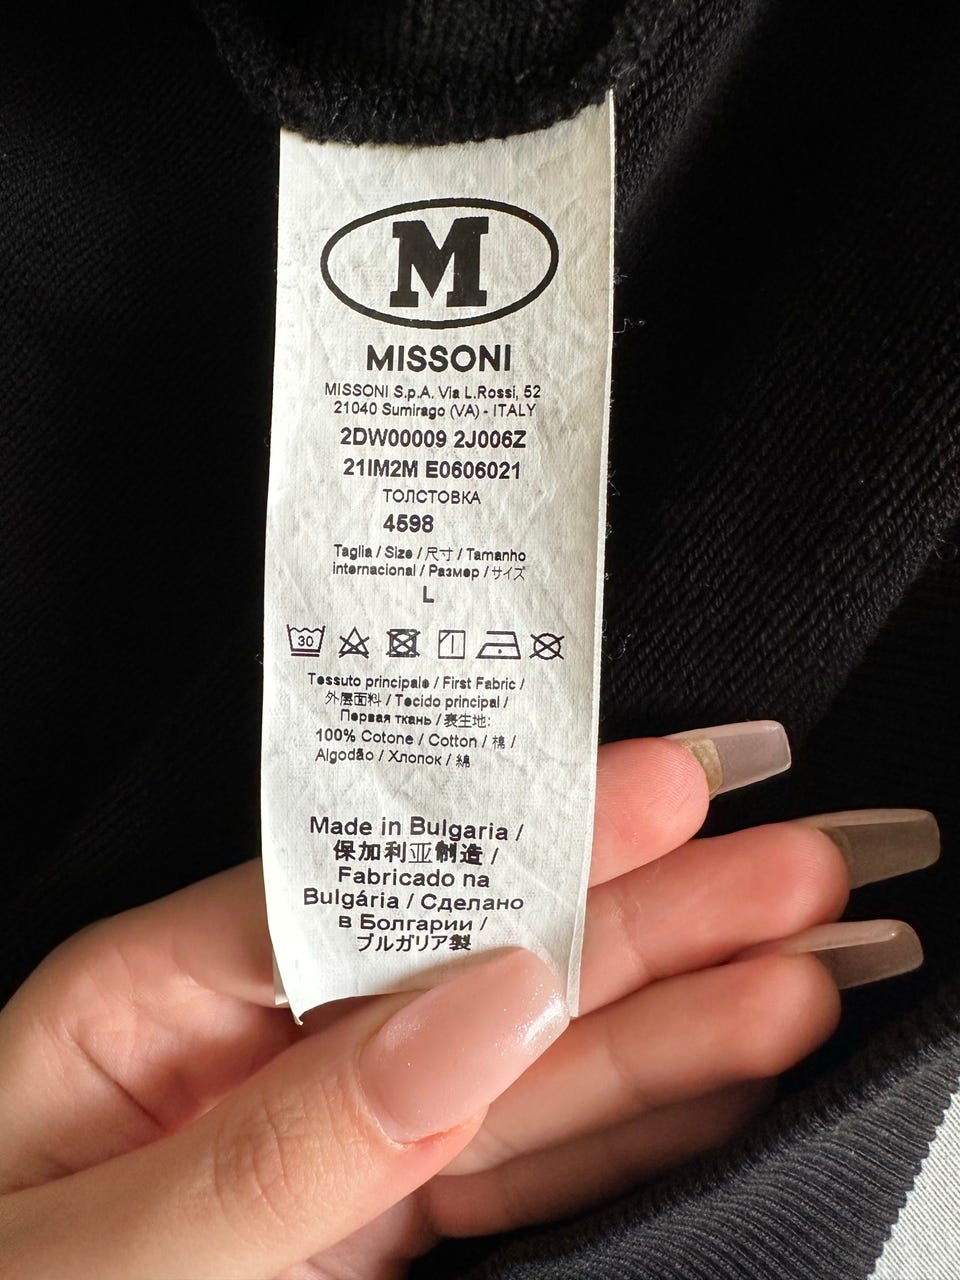 M
MISSONI
MISSONI S.p.A. Via L.Rossi, 52
21040 Sumirago (VA) - ITALY
2DW00009 2J006Z
21IM2M E0606021
ТОЛСТОВКА
4598
Taglia / Size / 尺寸 / Tamanho
internacional / Размер / サイズ
L
30
Tessuto principale / First Fabric /
外层面料 / Tecido principal /
Первая ткань / 表生地:
100% Cotone / Cotton / 棉 /
Algodão / Хлопок / 綿
Made in Bulgaria /
保加利亚制造 /
Fabricado na
Bulgária / Сделано
в Болгарии /
ブルガリア製